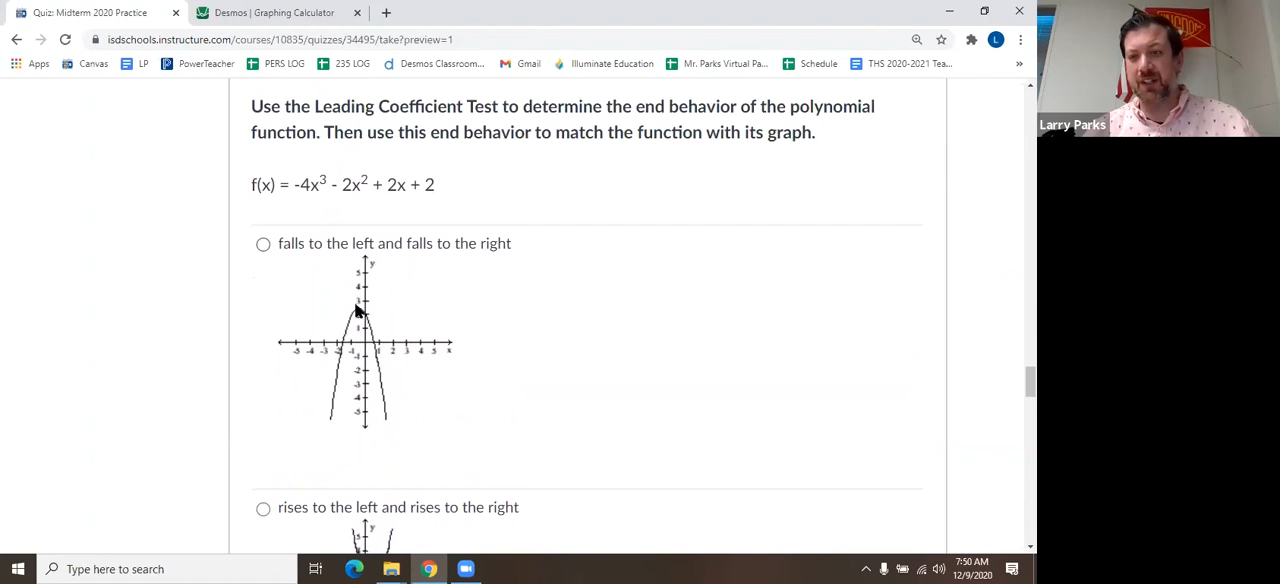 Quiz: Midterm 2020 Practice
Desmos | Graphing Calculator
isdschools.instructure.com/courses/10835/quizzes/34495/take?preview=1
L
Apps Canvas LP PowerTeacher PERS LOG 235 LOG Desmos Classroom... Gmail Illuminate Education Mr. Parks Virtual Pa... Schedule THS 2020-2021 Tea... »
KINGDOM
Larry Parks
Use the Leading Coefficient Test to determine the end behavior of the polynomial
function. Then use this end behavior to match the function with its graph.
f(x) = -4x³ - 2x² + 2x + 2
falls to the left and falls to the right
y
5
4
3
1
-5 -4 -3 -2 -1 1 2 3 4 5 x
-1
-2
-3
-4
-5
rises to the left and rises to the right
y
5
4
Type here to search
7:50 AM
12/9/2020